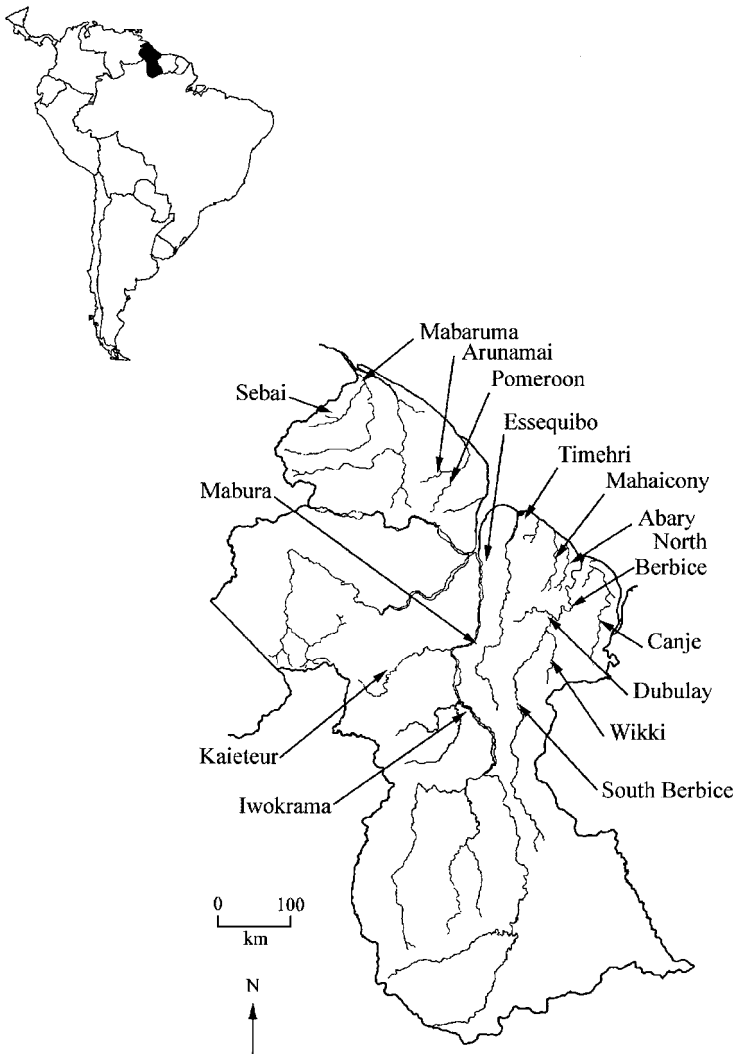 Mabaruma
Arunamai
Pomeroon
Sebai
Essequibo
Timehri
Mahaicony
Mabura
Abary
North
Berbice
Canje
Dubulay
Wikki
Kaieteur
South Berbice
Iwokrama
0 100
km
N